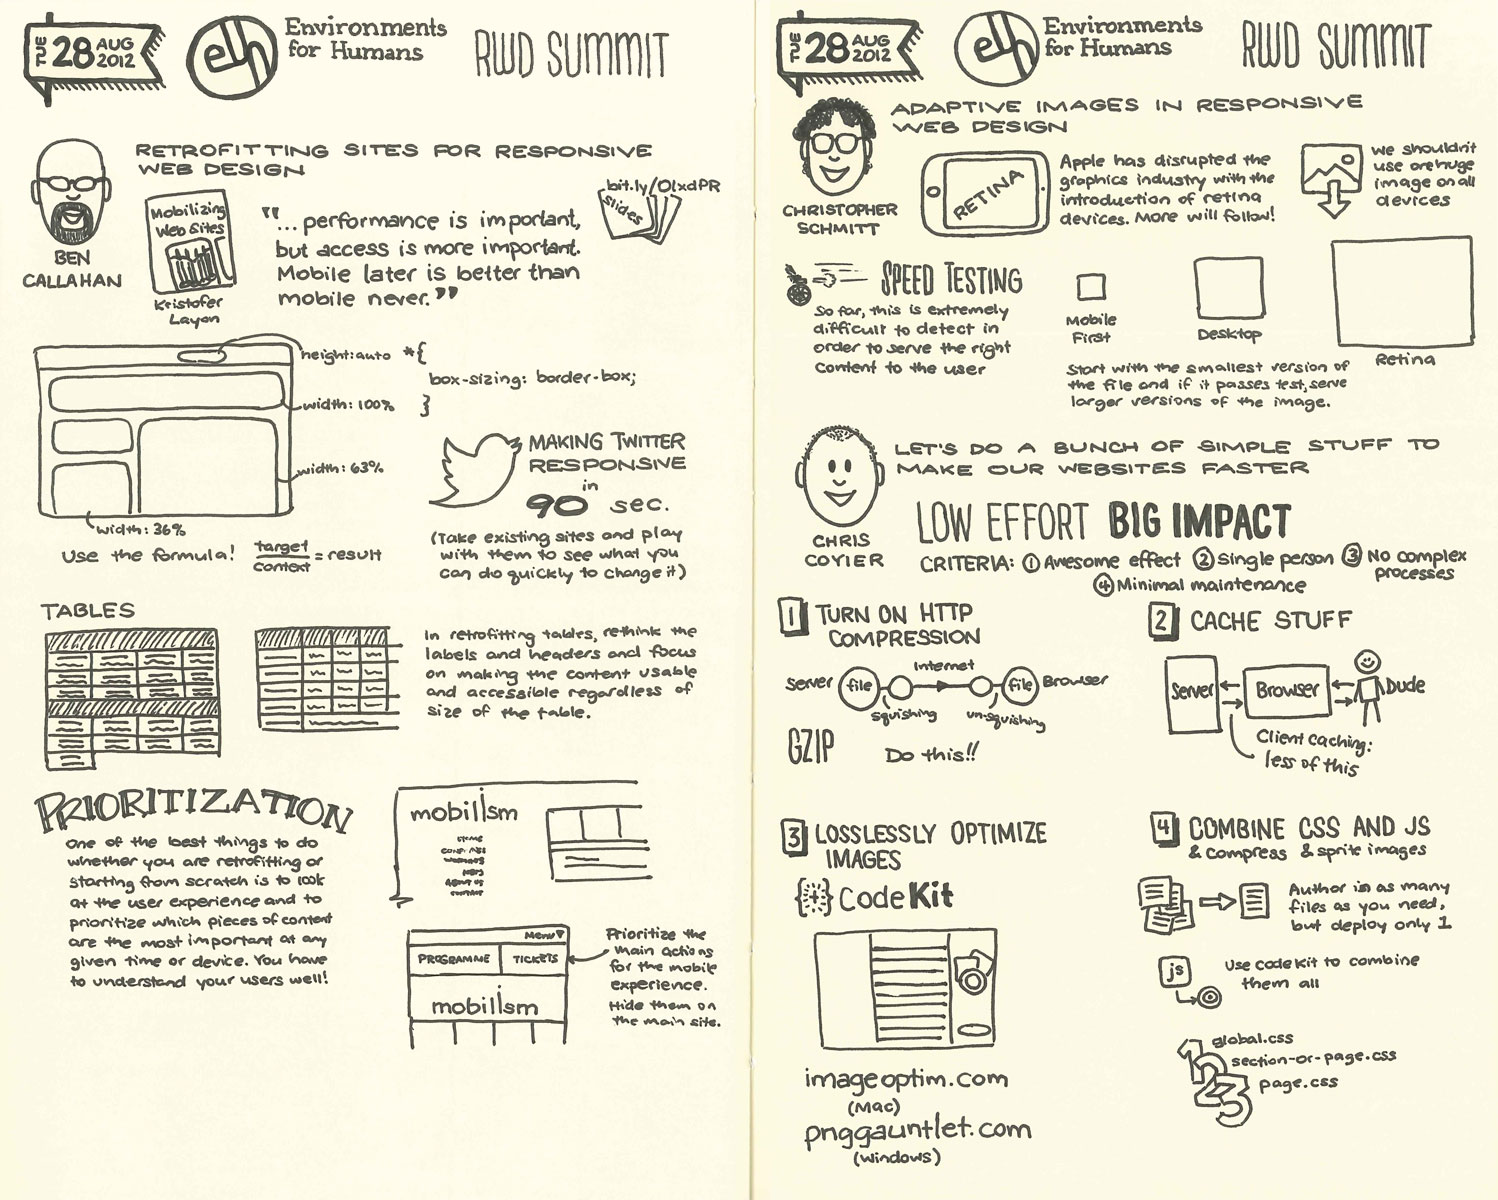 TUE 28 AUG 2012
elh
Environments
for Humans
RWD SUMMIT
RETROFITTING SITES FOR RESPONSIVE
WEB DESIGN
BEN
CALLAHAN
Mobilizing
Web Sites
Kristofer
Layon
"... performance is important,
but access is more important.
Mobile later is better than
mobile never."
bit.ly/OlxdPR
slides
height:auto
width: 100%
width: 63%
width: 36%
*{
box-sizing: border-box;
}
Use the formula!
target
context
= result
MAKING TWITTER
RESPONSIVE
in
90 sec.
(Take existing sites and play
with them to see what you
can do quickly to change it)
TABLES
In retrofitting tables, rethink the
labels and headers and focus
on making the content usable
and accessible regardless of
size of the table.
PRIORITIZATION
One of the best things to do
whether you are retrofitting or
starting from scratch is to look
at the user experience and to
prioritize which pieces of content
are the most important at any
given time or device. You have
to understand your users well!
mobilism
ABOUT US
CONTACT
Menu▼
PROGRAMME
TICKETS
mobilism
Prioritize the
main actions
for the mobile
experience.
Hide them on
the main site.
TUE 28 AUG 2012
elh
Environments
for Humans
RWD SUMMIT
ADAPTIVE IMAGES IN RESPONSIVE
WEB DESIGN
CHRISTOPHER
SCHMITT
RETINA
Apple has disrupted the
graphics industry with the
introduction of retina
devices. More will follow!
We shouldn't
use one huge
image on all
devices
SPEED TESTING
So far, this is extremely
difficult to detect in
order to serve the right
content to the user
Mobile
First
Desktop
Retina
Start with the smallest version of
the file and if it passes test, serve
larger versions of the image.
LET'S DO A BUNCH OF SIMPLE STUFF TO
MAKE OUR WEBSITES FASTER
CHRIS
COYIER
LOW EFFORT BIG IMPACT
CRITERIA: ① Awesome effect ② Single person ③ No complex
processes
④ Minimal maintenance
1 TURN ON HTTP
COMPRESSION
Server
file
Internet
file
Browser
squishing
un-squishing
GZIP
Do this!!
2 CACHE STUFF
Server
Browser
Dude
Client caching:
less of this
3 LOSSLESSLY OPTIMIZE
IMAGES
{+} CodeKit
imageoptim.com
(Mac)
pnggauntlet.com
(windows)
4 COMBINE CSS AND JS
& compress & sprite images
Author in as many
files as you need,
but deploy only 1
js
Use codekit to combine
them all
1 global.css
2 section-or-page.css
3 page.css